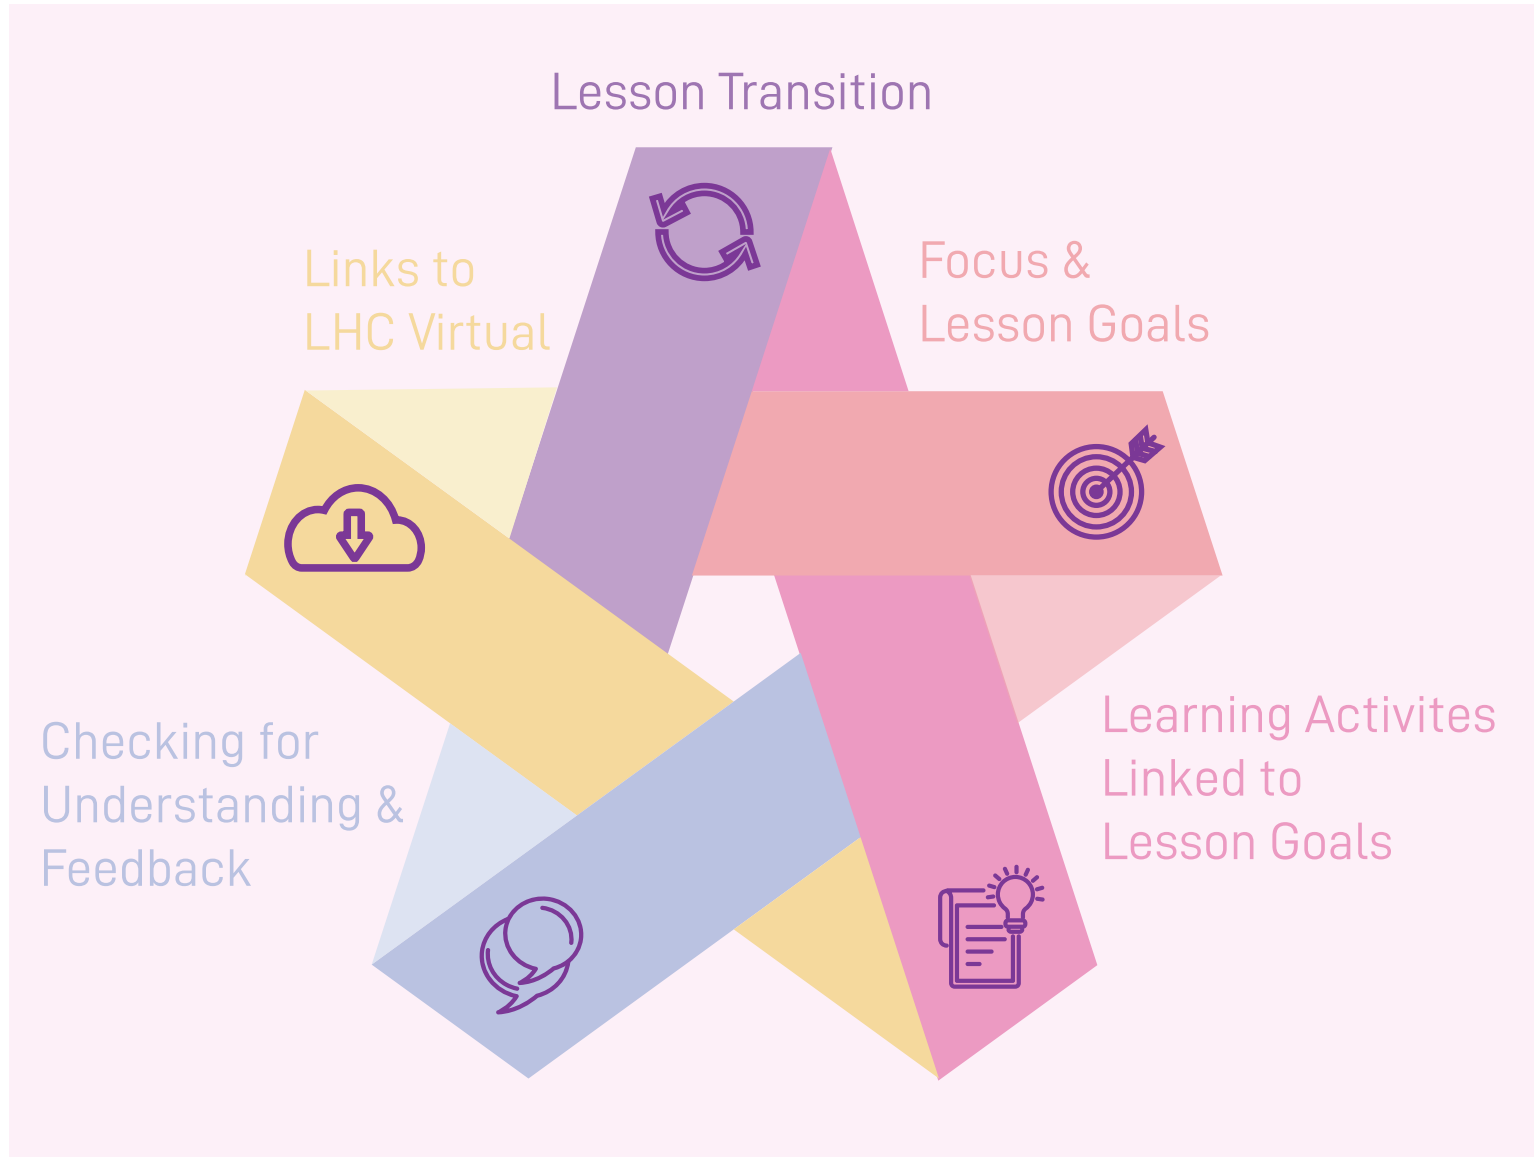 Lesson Transition
Focus &
Lesson Goals
Links to
LHC Virtual
Learning Activites
Linked to
Lesson Goals
Checking for
Understanding &
Feedback